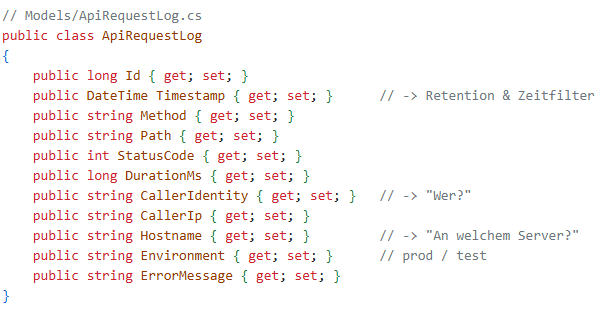 // Models/ApiRequestLog.cs
public class ApiRequestLog
{
    public long Id { get; set; }
    public DateTime Timestamp { get; set; }      // -> Retention & Zeitfilter
    public string Method { get; set; }
    public string Path { get; set; }
    public int StatusCode { get; set; }
    public long DurationMs { get; set; }
    public string CallerIdentity { get; set; }   // -> "Wer?"
    public string CallerIp { get; set; }
    public string Hostname { get; set; }         // -> "An welchem Server?"
    public string Environment { get; set; }      // prod / test
    public string ErrorMessage { get; set; }
}